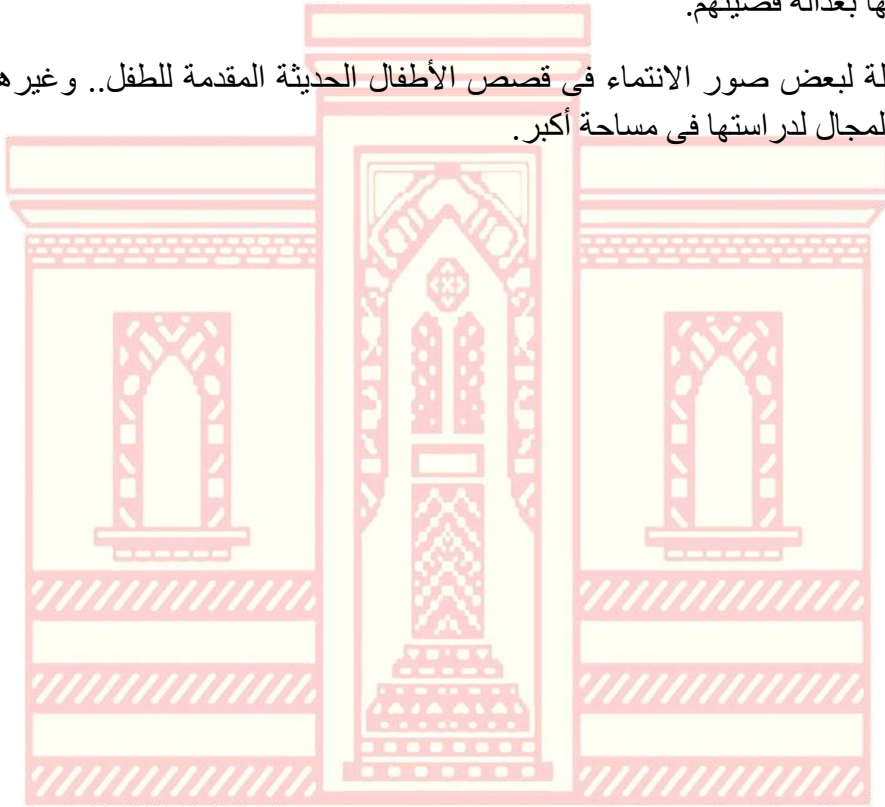 ها بعدالة قضيتهم.
لة لبعض صور الانتماء فى قصص الأطفال الحديثة المقدمة للطفل.. وغيره
لمجال لدراستها فى مساحة أكبر.